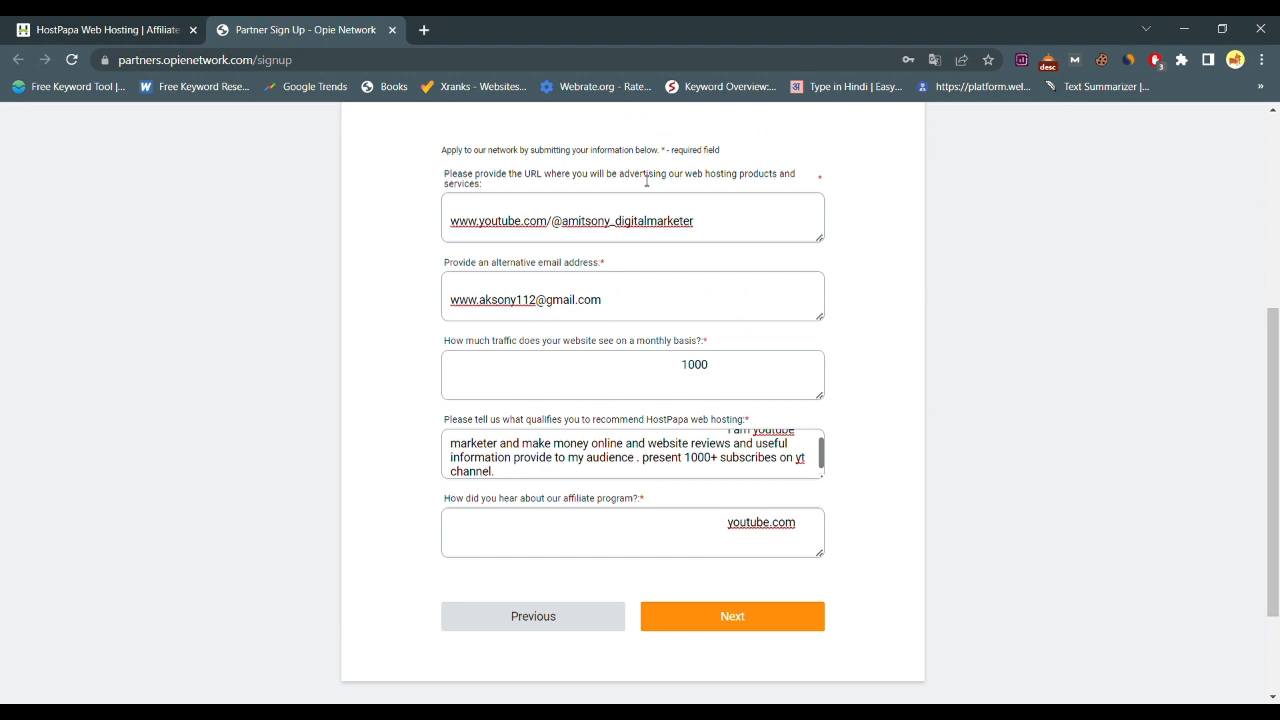 HostPapa Web Hosting | Affiliate
Partner Sign Up - Opie Network
partners.opienetwork.com/signup
desc
3
Free Keyword Tool |...
Free Keyword Rese...
Google Trends
Books
Xranks - Websites...
Webrate.org - Rate...
Keyword Overview:...
Type in Hindi | Easy...
https://platform.wel...
Text Summarizer |...
»
Apply to our network by submitting your information below. * - required field
Please provide the URL where you will be advertising our web hosting products and *
services:
www.youtube.com/@amitsony_digitalmarketer
Provide an alternative email address:*
www.aksony112@gmail.com
How much traffic does your website see on a monthly basis?:*
1000
Please tell us what qualifies you to recommend HostPapa web hosting:*
I am youtube
marketer and make money online and website reviews and useful
information provide to my audience . present 1000+ subscribes on yt
channel.
How did you hear about our affiliate program?:*
youtube.com
Previous
Next